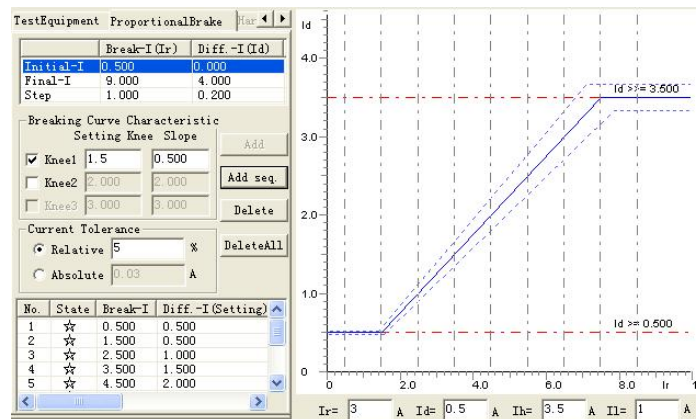 TestEquipment ProportionalBrake Har
Break-I(Ir) Diff.-I(Id)
Initial-I 0.500 0.000
Final-I 9.000 4.000
Step 1.000 0.200
Breaking Curve Characteristic
Setting Knee Slope
Knee1 1.5 0.500
Knee2 2.000 2.000
Knee3 3.000 3.000
Add
Add seq.
Delete
DeleteAll
Current Tolerance
Relative 5 %
Absolute 0.03 A
No. State Break-I Diff.-I(Setting)
1 ☆ 0.500 0.500
2 ☆ 1.500 0.500
3 ☆ 2.500 1.000
4 ☆ 3.500 1.500
5 ☆ 4.500 2.000
Id
4.0
Id >>= 3.500
3.0
2.0
1.0
Id >= 0.500
0
2.0 4.0 6.0 8.0 Ir 1
Ir= 3 A Id= 0.5 A Ih= 3.5 A Il= 1 A